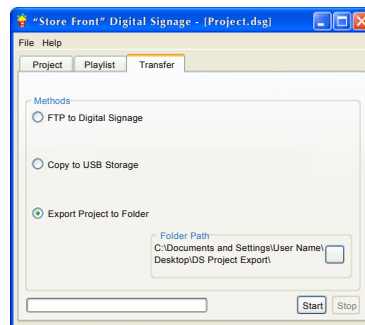 “Store Front” Digital Signage - [Project.dsg]
File Help
Project Playlist Transfer
Methods
FTP to Digital Signage
Copy to USB Storage
Export Project to Folder
Folder Path
C:\Documents and Settings\User Name\
Desktop\DS Project Export\
Start Stop